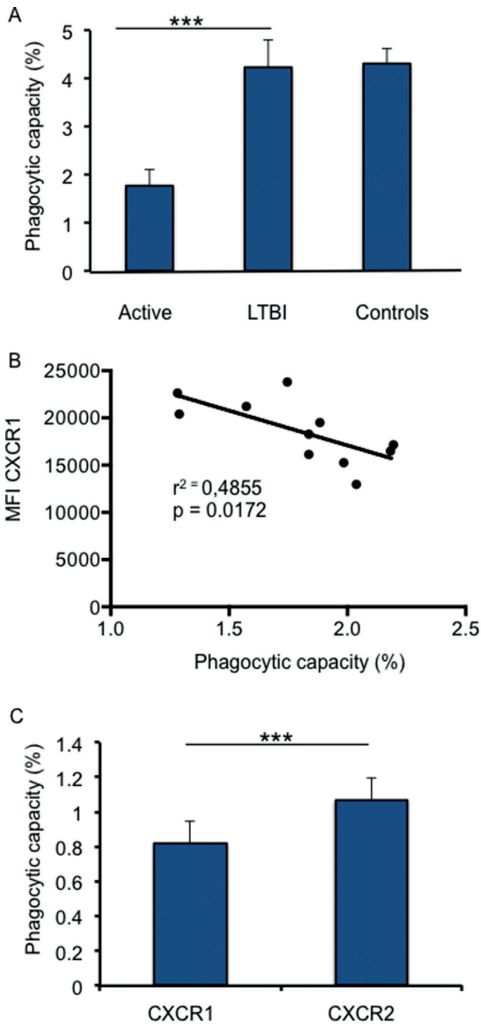 A
***
Phagocytic capacity (%)
5
4
3
2
1
0
Active LTBI Controls
B
MFI CXCR1
25000
20000
15000
10000
5000
0
r² = 0,4855
p = 0.0172
1.0 1.5 2.0 2.5
Phagocytic capacity (%)
C
***
Phagocytic capacity (%)
1.4
1.2
1
0.8
0.6
0.4
0.2
0
CXCR1 CXCR2